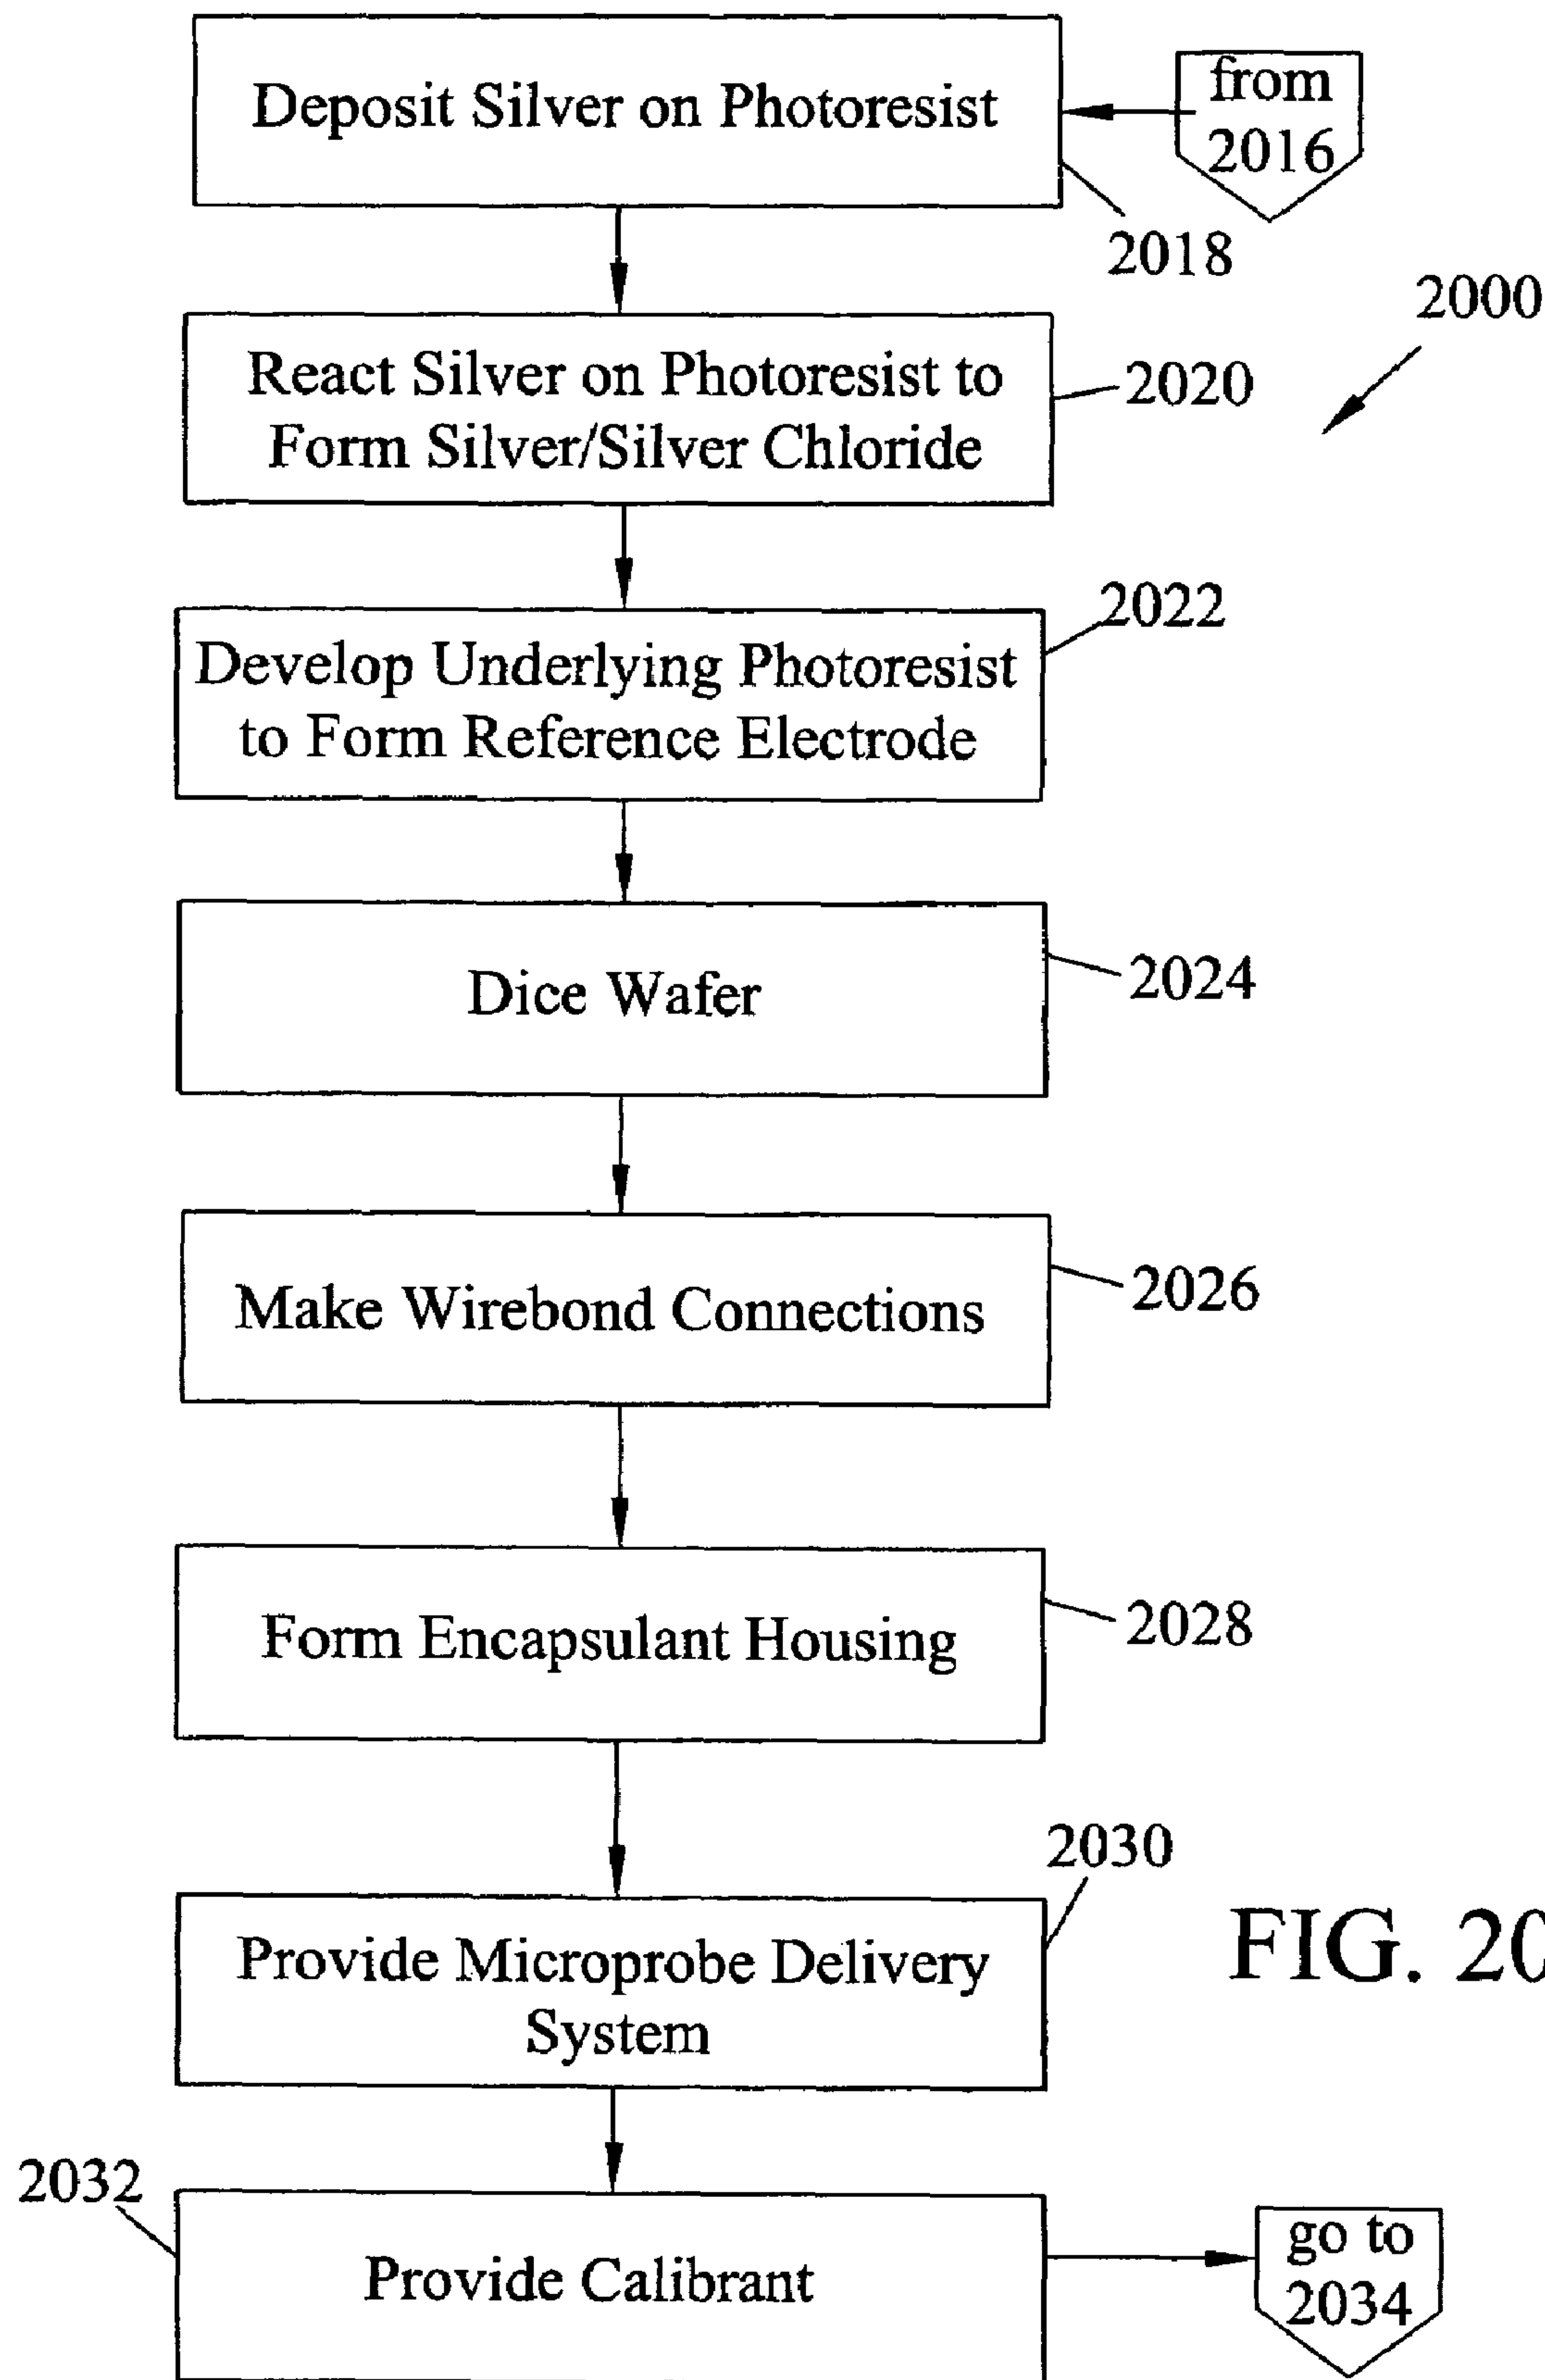 Deposit Silver on Photoresist
from
2016
2018
2000
React Silver on Photoresist to
Form Silver/Silver Chloride
2020
Develop Underlying Photoresist
to Form Reference Electrode
2022
Dice Wafer
2024
Make Wirebond Connections
2026
Form Encapsulant Housing
2028
Provide Microprobe Delivery
System
2030
FIG. 20
Provide Calibrant
2032
go to
2034